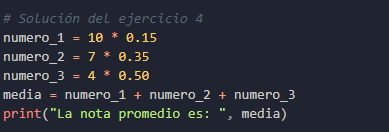 # Solución del ejercicio 4
numero_1 = 10 * 0.15
numero_2 = 7 * 0.35
numero_3 = 4 * 0.50
media = numero_1 + numero_2 + numero_3
print("La nota promedio es: ", media)